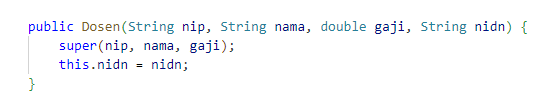 public Dosen(String nip, String nama, double gaji, String nidn) {
    super(nip, nama, gaji);
    this.nidn = nidn;
}